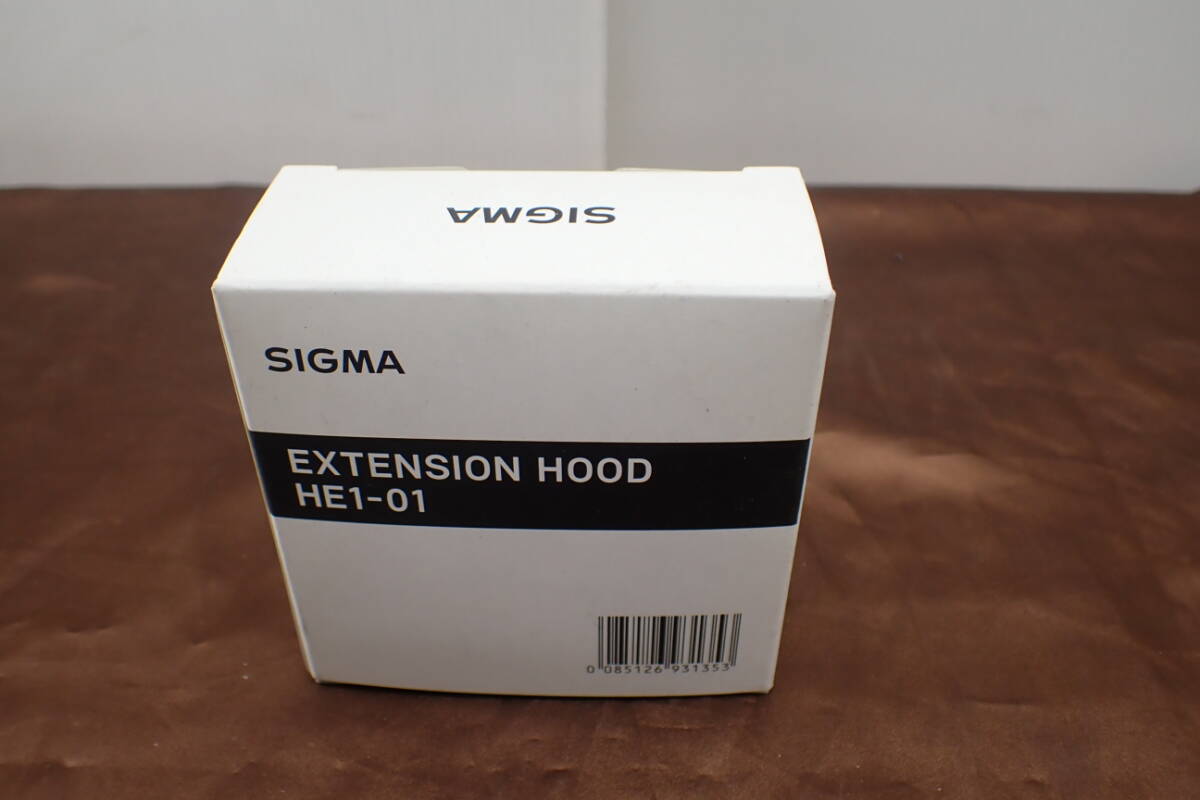 SIGMA
SIGMA
EXTENSION HOOD
HE1-01
0 085126 931353